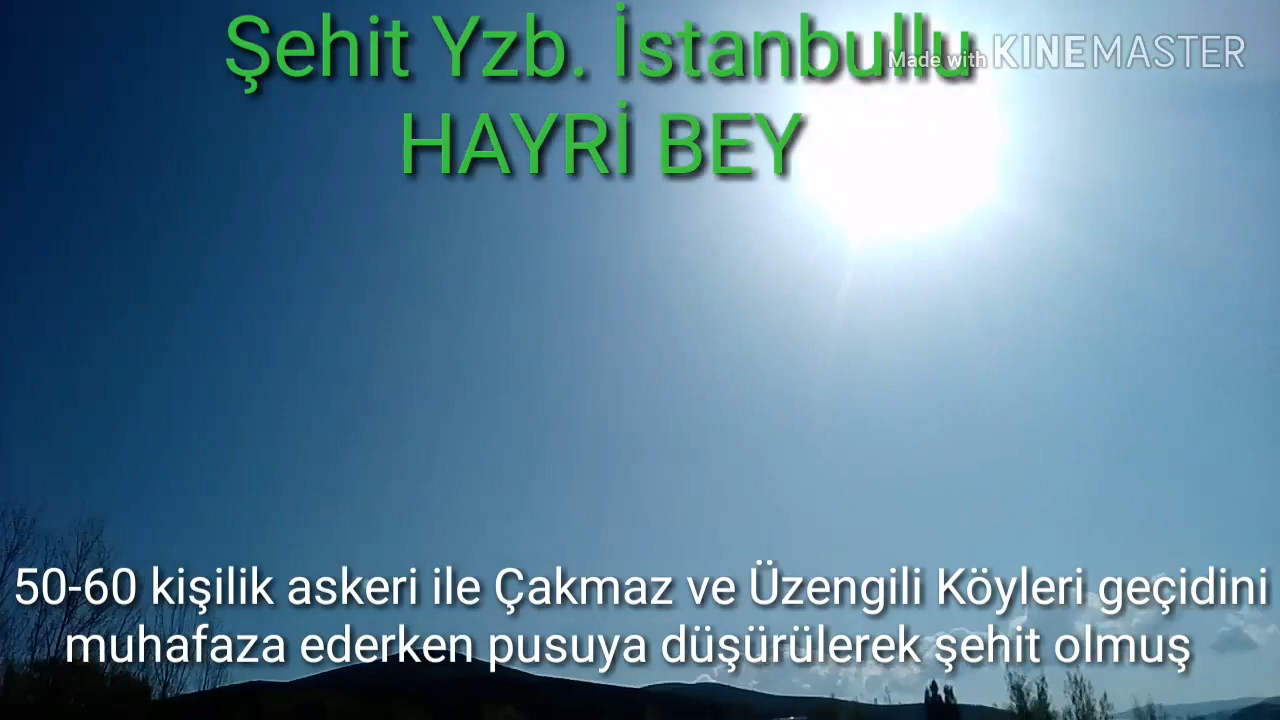 Şehit Yzb. İstanbullu
Made with KINEMASTER
HAYRİ BEY
50-60 kişilik askeri ile Çakmaz ve Üzengili Köyleri geçidini
muhafaza ederken pusuya düşürülerek şehit olmuş